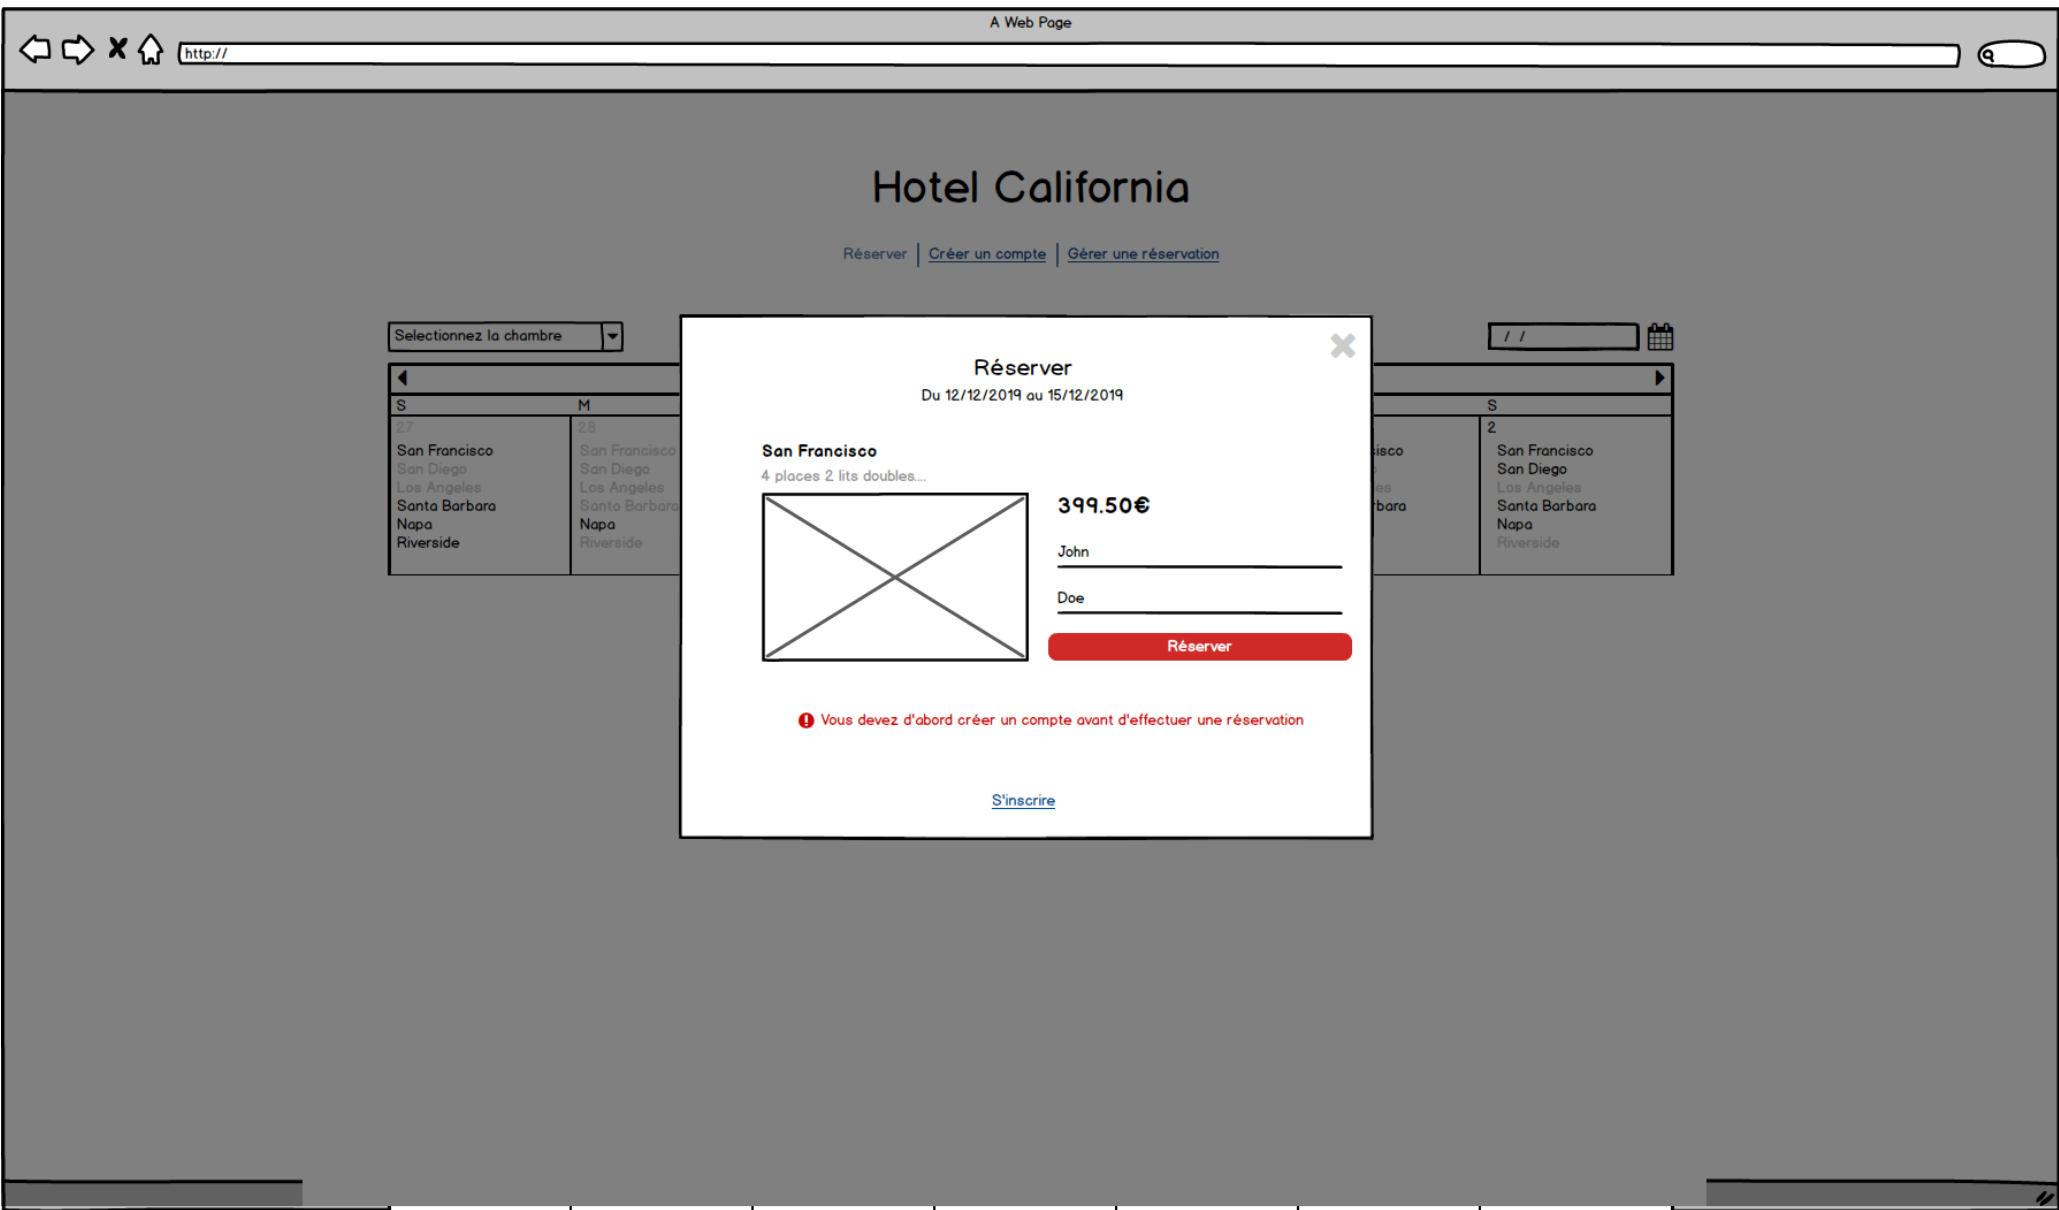 A Web Page
http://
Hotel California
Réserver
Créer un compte
Gérer une réservation
Selectionnez la chambre
/ /
S
M
S
27
San Francisco
San Diego
Los Angeles
Santa Barbara
Napa
Riverside
28
San Francisco
San Diego
Los Angeles
Santa Barbara
Napa
Riverside
Réserver
Du 12/12/2019 au 15/12/2019
San Francisco
4 places 2 lits doubles....
399.50€
John
Doe
Réserver
Vous devez d'abord créer un compte avant d'effectuer une réservation
S'inscrire
isco
es
rbara
2
San Francisco
San Diego
Los Angeles
Santa Barbara
Napa
Riverside